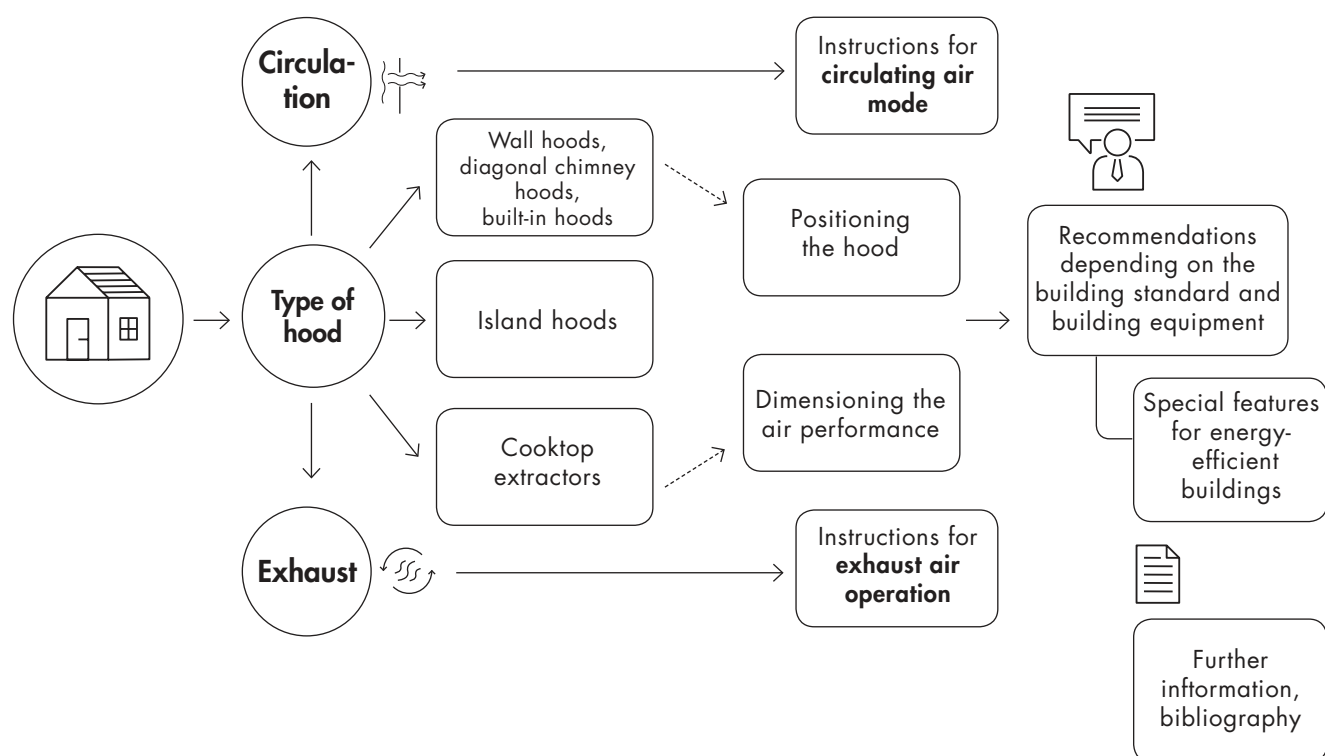 Circula-
tion
Instructions for
circulating air
mode
Wall hoods,
diagonal chimney
hoods,
built-in hoods
Positioning
the hood
Recommendations
depending on the
building standard and
building equipment
Type of
hood
Island hoods
Dimensioning the
air performance
Special features
for energy-
efficient
buildings
Cooktop
extractors
Exhaust
Instructions for
exhaust air
operation
Further
inftormation,
bibliography